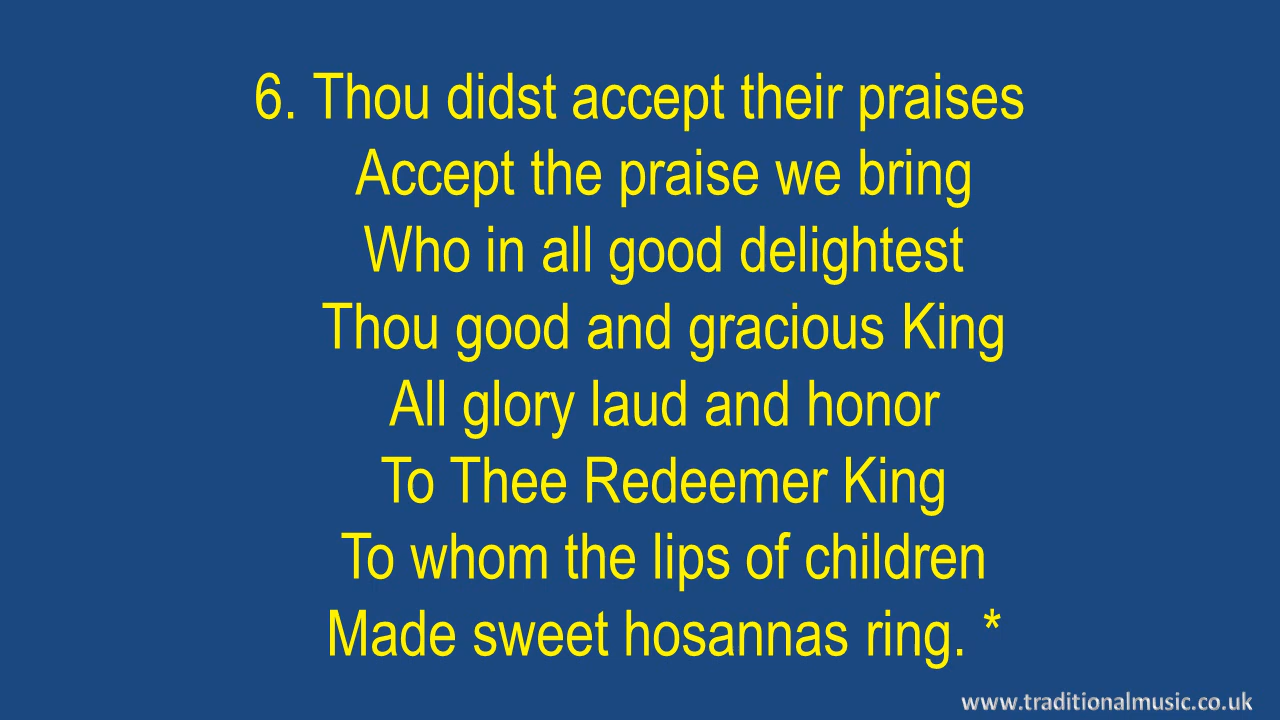 6. Thou didst accept their praises
Accept the praise we bring
Who in all good delightest
Thou good and gracious King
All glory laud and honor
To Thee Redeemer King
To whom the lips of children
Made sweet hosannas ring. *
www.traditionalmusic.co.uk